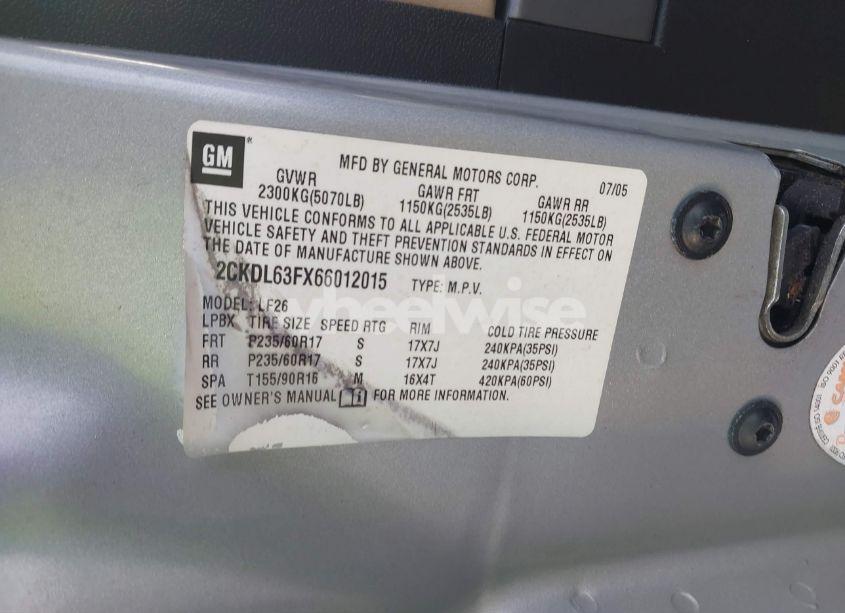 GM
MFD BY GENERAL MOTORS CORP. 07/05
GVWR GAWR FRT GAWR RR
2300KG(5070LB) 1150KG(2535LB) 1150KG(2535LB)
THIS VEHICLE CONFORMS TO ALL APPLICABLE U.S. FEDERAL MOTOR
VEHICLE SAFETY AND THEFT PREVENTION STANDARDS IN EFFECT ON
THE DATE OF MANUFACTURE SHOWN ABOVE.
2CKDL63FX66012015 TYPE: M.P.V.
wheelwise
MODEL: LF26
LPBX TIRE SIZE SPEED RTG RIM COLD TIRE PRESSURE
FRT P235/60R17 S 17X7J 240KPA(35PSI)
RR P235/60R17 S 17X7J 240KPA(35PSI)
SPA T155/90R16 M 16X4T 420KPA(60PSI)
SEE OWNER'S MANUAL FOR MORE INFORMATION.